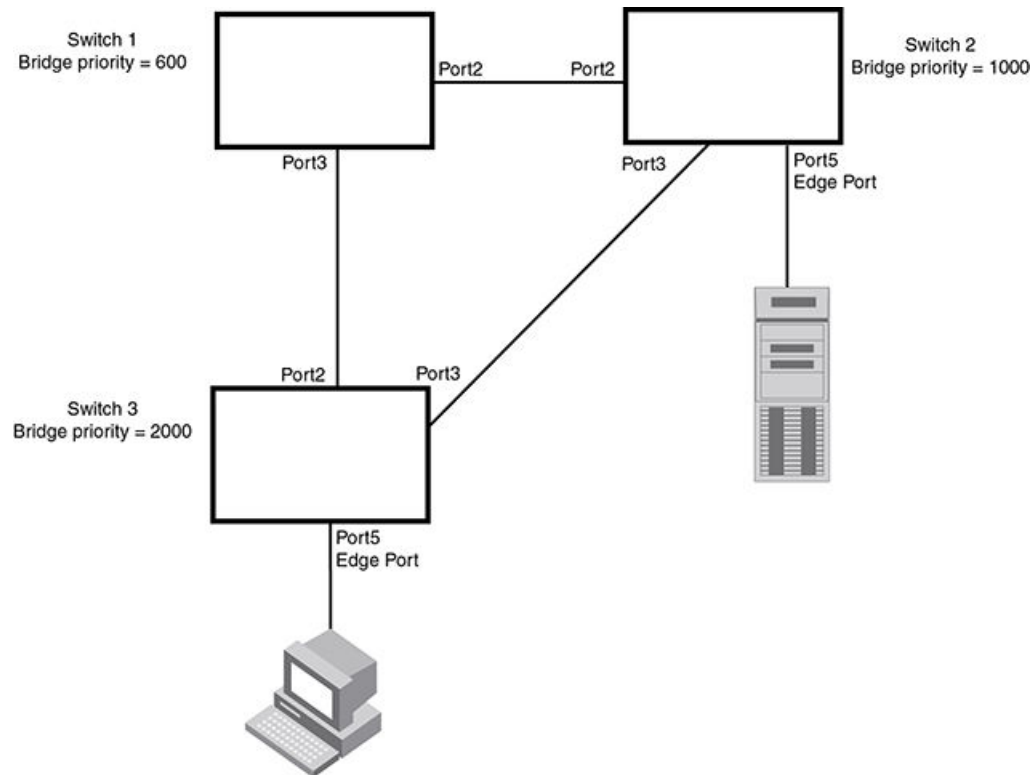 Switch 1
Bridge priority = 600
Switch 2
Bridge priority = 1000
Port2
Port2
Port3
Port3
Port5
Edge Port
Port2
Port3
Switch 3
Bridge priority = 2000
Port5
Edge Port